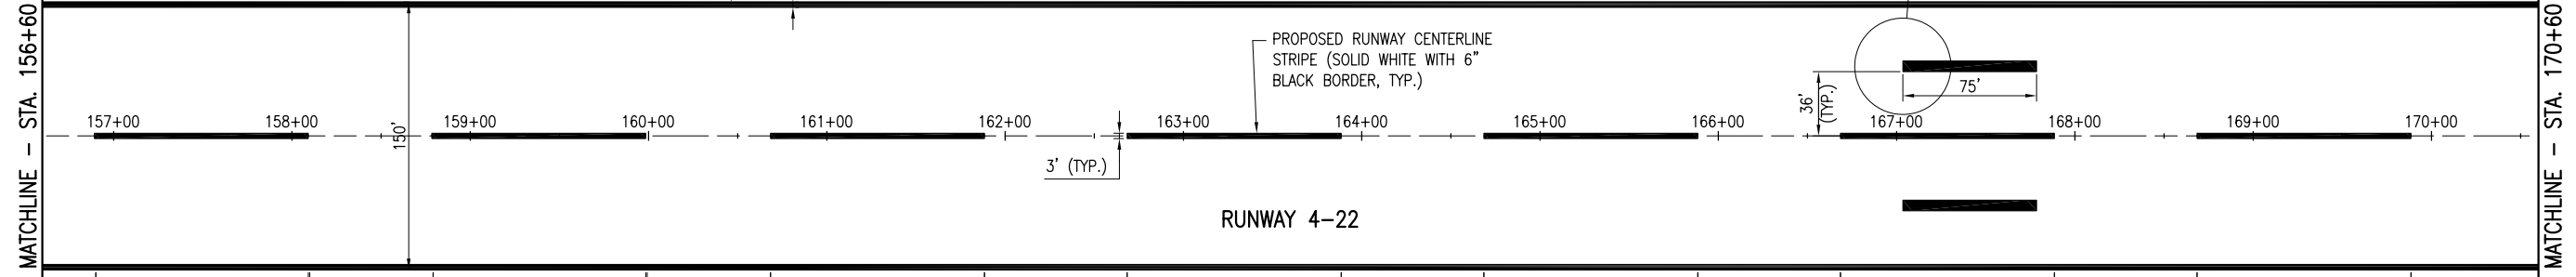 MATCHLINE – STA. 156+60
150'
PROPOSED RUNWAY CENTERLINE
STRIPE (SOLID WHITE WITH 6"
BLACK BORDER, TYP.)
36'
(TYP.)
75'
157+00 158+00 159+00 160+00 161+00 162+00 163+00 164+00 165+00 166+00 167+00 168+00 169+00 170+00
3' (TYP.)
RUNWAY 4–22
MATCHLINE – STA. 170+60